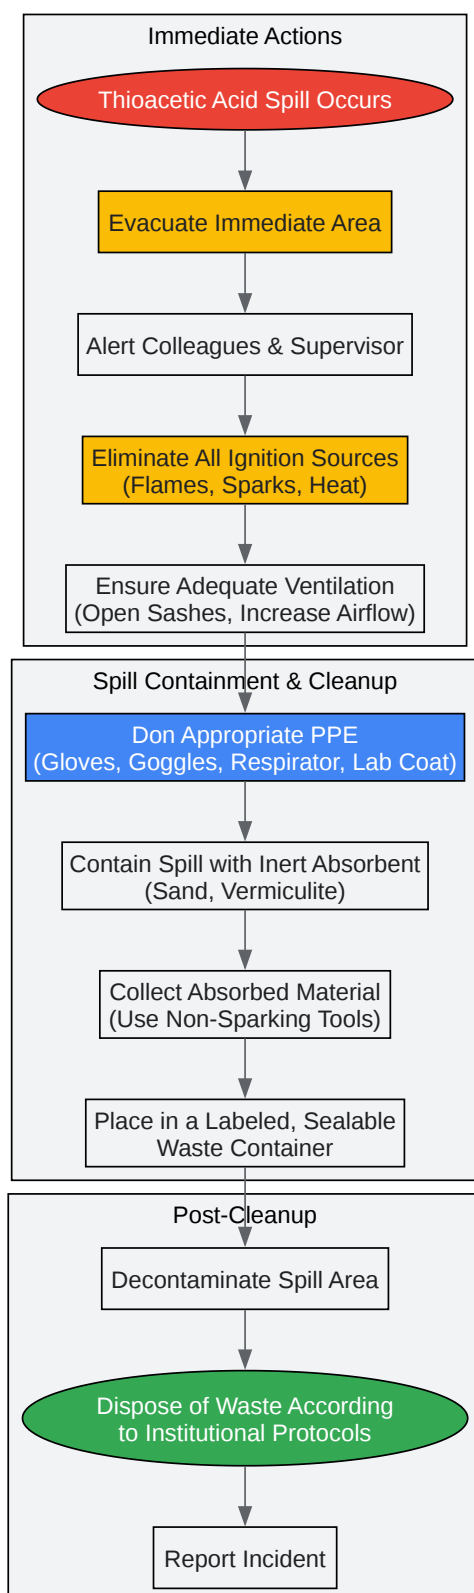 Immediate Actions
Thioacetic Acid Spill Occurs
Evacuate Immediate Area
Alert Colleagues & Supervisor
Eliminate All Ignition Sources
(Flames, Sparks, Heat)
Ensure Adequate Ventilation
(Open Sashes, Increase Airflow)
Spill Containment & Cleanup
Don Appropriate PPE
(Gloves, Goggles, Respirator, Lab Coat)
Contain Spill with Inert Absorbent
(Sand, Vermiculite)
Collect Absorbed Material
(Use Non-Sparking Tools)
Place in a Labeled, Sealable
Waste Container
Post-Cleanup
Decontaminate Spill Area
Dispose of Waste According
to Institutional Protocols
Report Incident